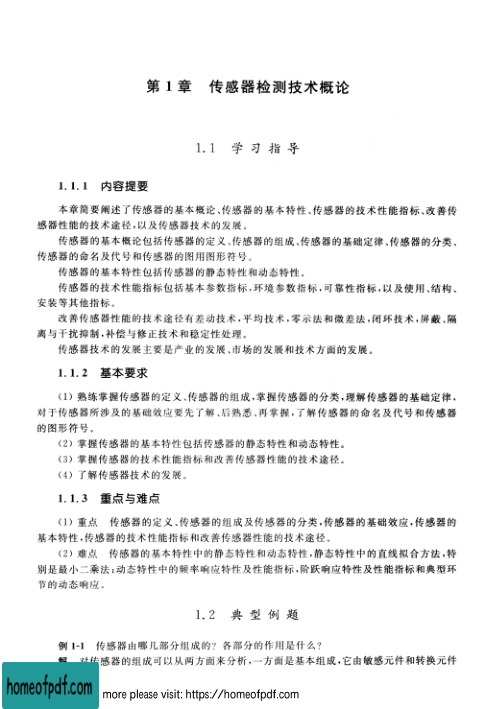 第1章 传感器检测技术概论
1.1 学习指导
1.1.1 内容提要
本章简要阐述了传感器的基本概论、传感器的基本特性、传感器的技术性能指标、改善传
感器性能的技术途径,以及传感器技术的发展。
传感器的基本概论包括传感器的定义、传感器的组成、传感器的基础定律、传感器的分类、
传感器的命名及代号和传感器的图用图形符号。
传感器的基本特性包括传感器的静态特性和动态特性。
传感器的技术性能指标包括基本参数指标,环境参数指标,可靠性指标,以及使用、结构、
安装等其他指标。
改善传感器性能的技术途径有差动技术,平均技术,零示法和微差法,闭环技术,屏蔽、隔
离与干扰抑制,补偿与修正技术和稳定性处理。
传感器技术的发展主要是产业的发展、市场的发展和技术方面的发展。
1.1.2 基本要求
(1) 熟练掌握传感器的定义、传感器的组成,掌握传感器的分类,理解传感器的基础定律,
对于传感器所涉及的基础效应要先了解、后熟悉、再掌握,了解传感器的命名及代号和传感器
的图形符号。
(2) 掌握传感器的基本特性包括传感器的静态特性和动态特性。
(3) 掌握传感器的技术性能指标和改善传感器性能的技术途径。
(4) 了解传感器技术的发展。
1.1.3 重点与难点
(1) 重点 传感器的定义、传感器的组成及传感器的分类,传感器的基础效应,传感器的
基本特性,传感器的技术性能指标和改善传感器性能的技术途径。
(2) 难点 传感器的基本特性中的静态特性和动态特性,静态特性中的直线拟合方法,特
别是最小二乘法;动态特性中的频率响应特性及性能指标,阶跃响应特性及性能指标和典型环
节的动态响应。
1.2 典型例题
例 1-1 传感器由哪几部分组成的? 各部分的作用是什么?
解 对传感器的组成可以从两方面来分析,一方面是基本组成,它由敏感元件和转换元件
homeofpdf.com
more please visit: https://homeofpdf.com